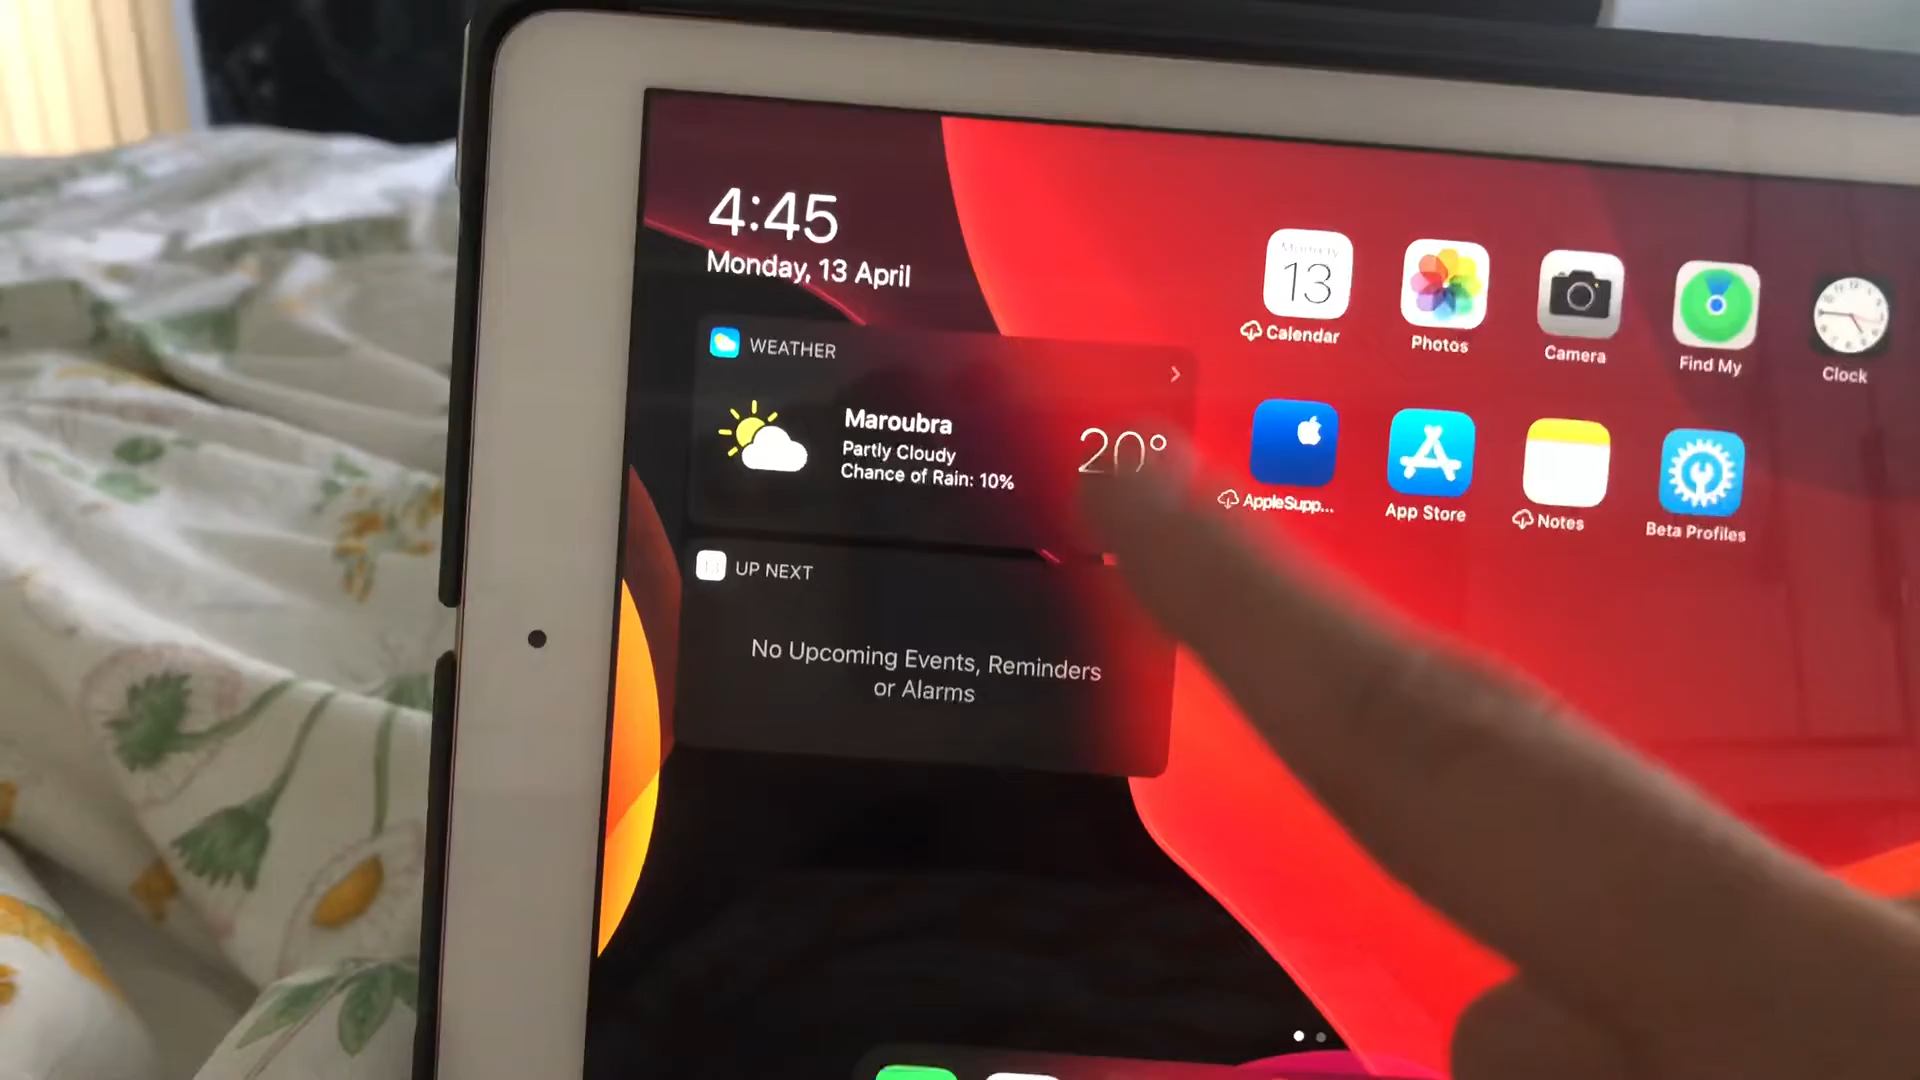 4:45
Monday, 13 April
WEATHER
Maroubra
Partly Cloudy
Chance of Rain: 10%
20°
UP NEXT
No Upcoming Events, Reminders
or Alarms
Monday
13
Calendar
Photos
Camera
Find My
Clock
AppleSupp...
App Store
Notes
Beta Profiles